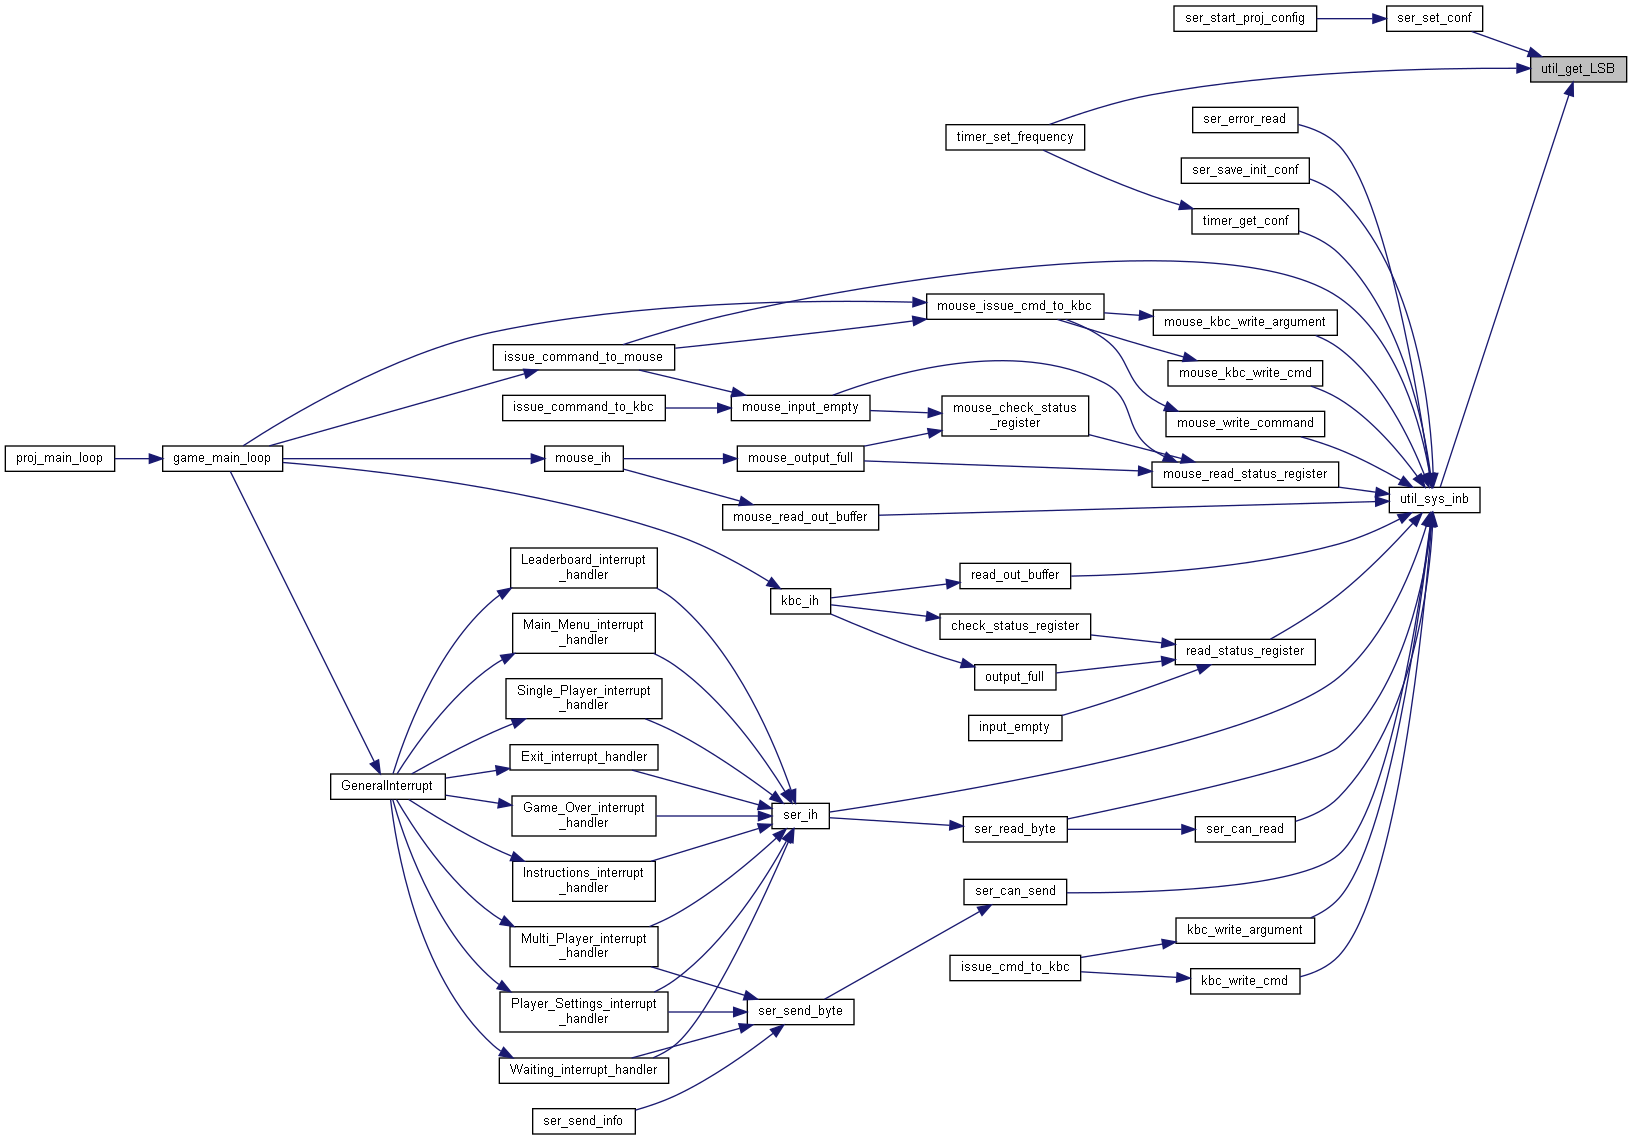 ser_start_proj_config
ser_set_conf
util_get_LSB
timer_set_frequency
ser_error_read
ser_save_init_conf
timer_get_conf
mouse_issue_cmd_to_kbc
mouse_kbc_write_argument
issue_command_to_mouse
mouse_kbc_write_cmd
issue_command_to_kbc
mouse_input_empty
mouse_check_status
_register
mouse_write_command
proj_main_loop
game_main_loop
mouse_ih
mouse_output_full
mouse_read_status_register
util_sys_inb
mouse_read_out_buffer
Leaderboard_interrupt
_handler
read_out_buffer
kbc_ih
Main_Menu_interrupt
_handler
check_status_register
read_status_register
output_full
Single_Player_interrupt
_handler
input_empty
Exit_interrupt_handler
GeneralInterrupt
Game_Over_interrupt
_handler
ser_ih
ser_read_byte
ser_can_read
Instructions_interrupt
_handler
ser_can_send
Multi_Player_interrupt
_handler
kbc_write_argument
issue_cmd_to_kbc
kbc_write_cmd
Player_Settings_interrupt
_handler
ser_send_byte
Waiting_interrupt_handler
ser_send_info